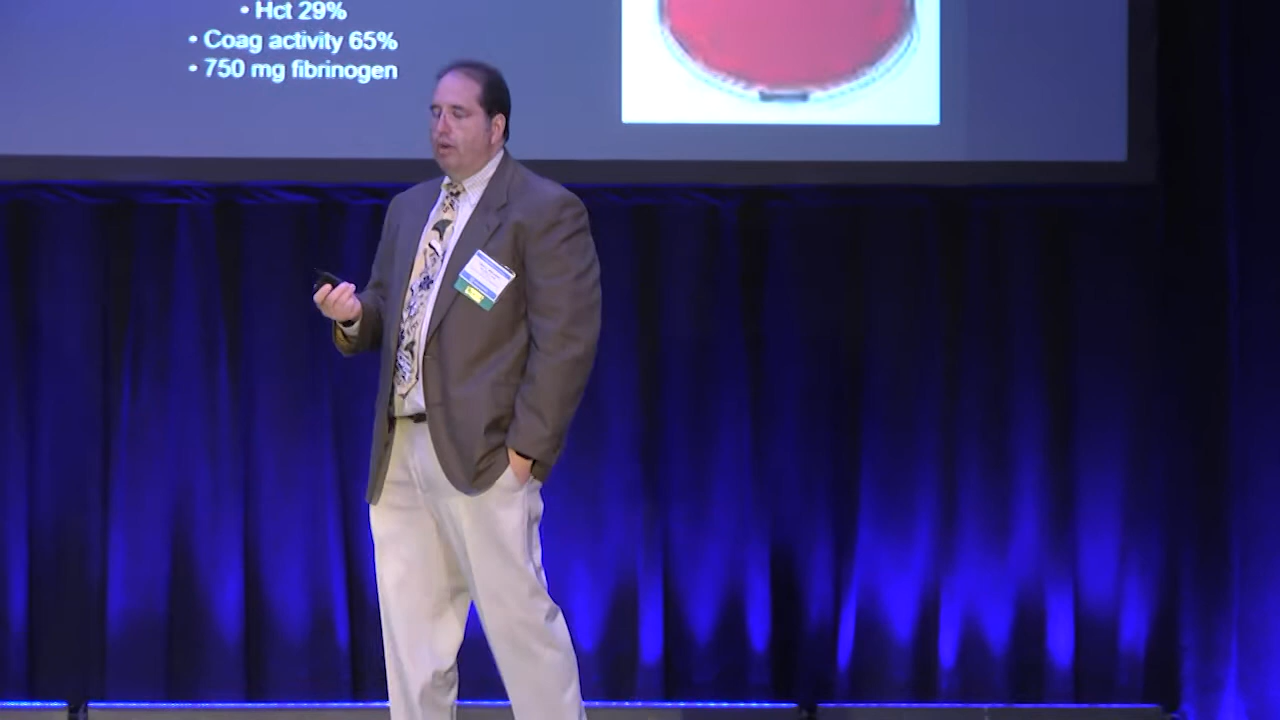 • Hct 29%
• Coag activity 65%
• 750 mg fibrinogen